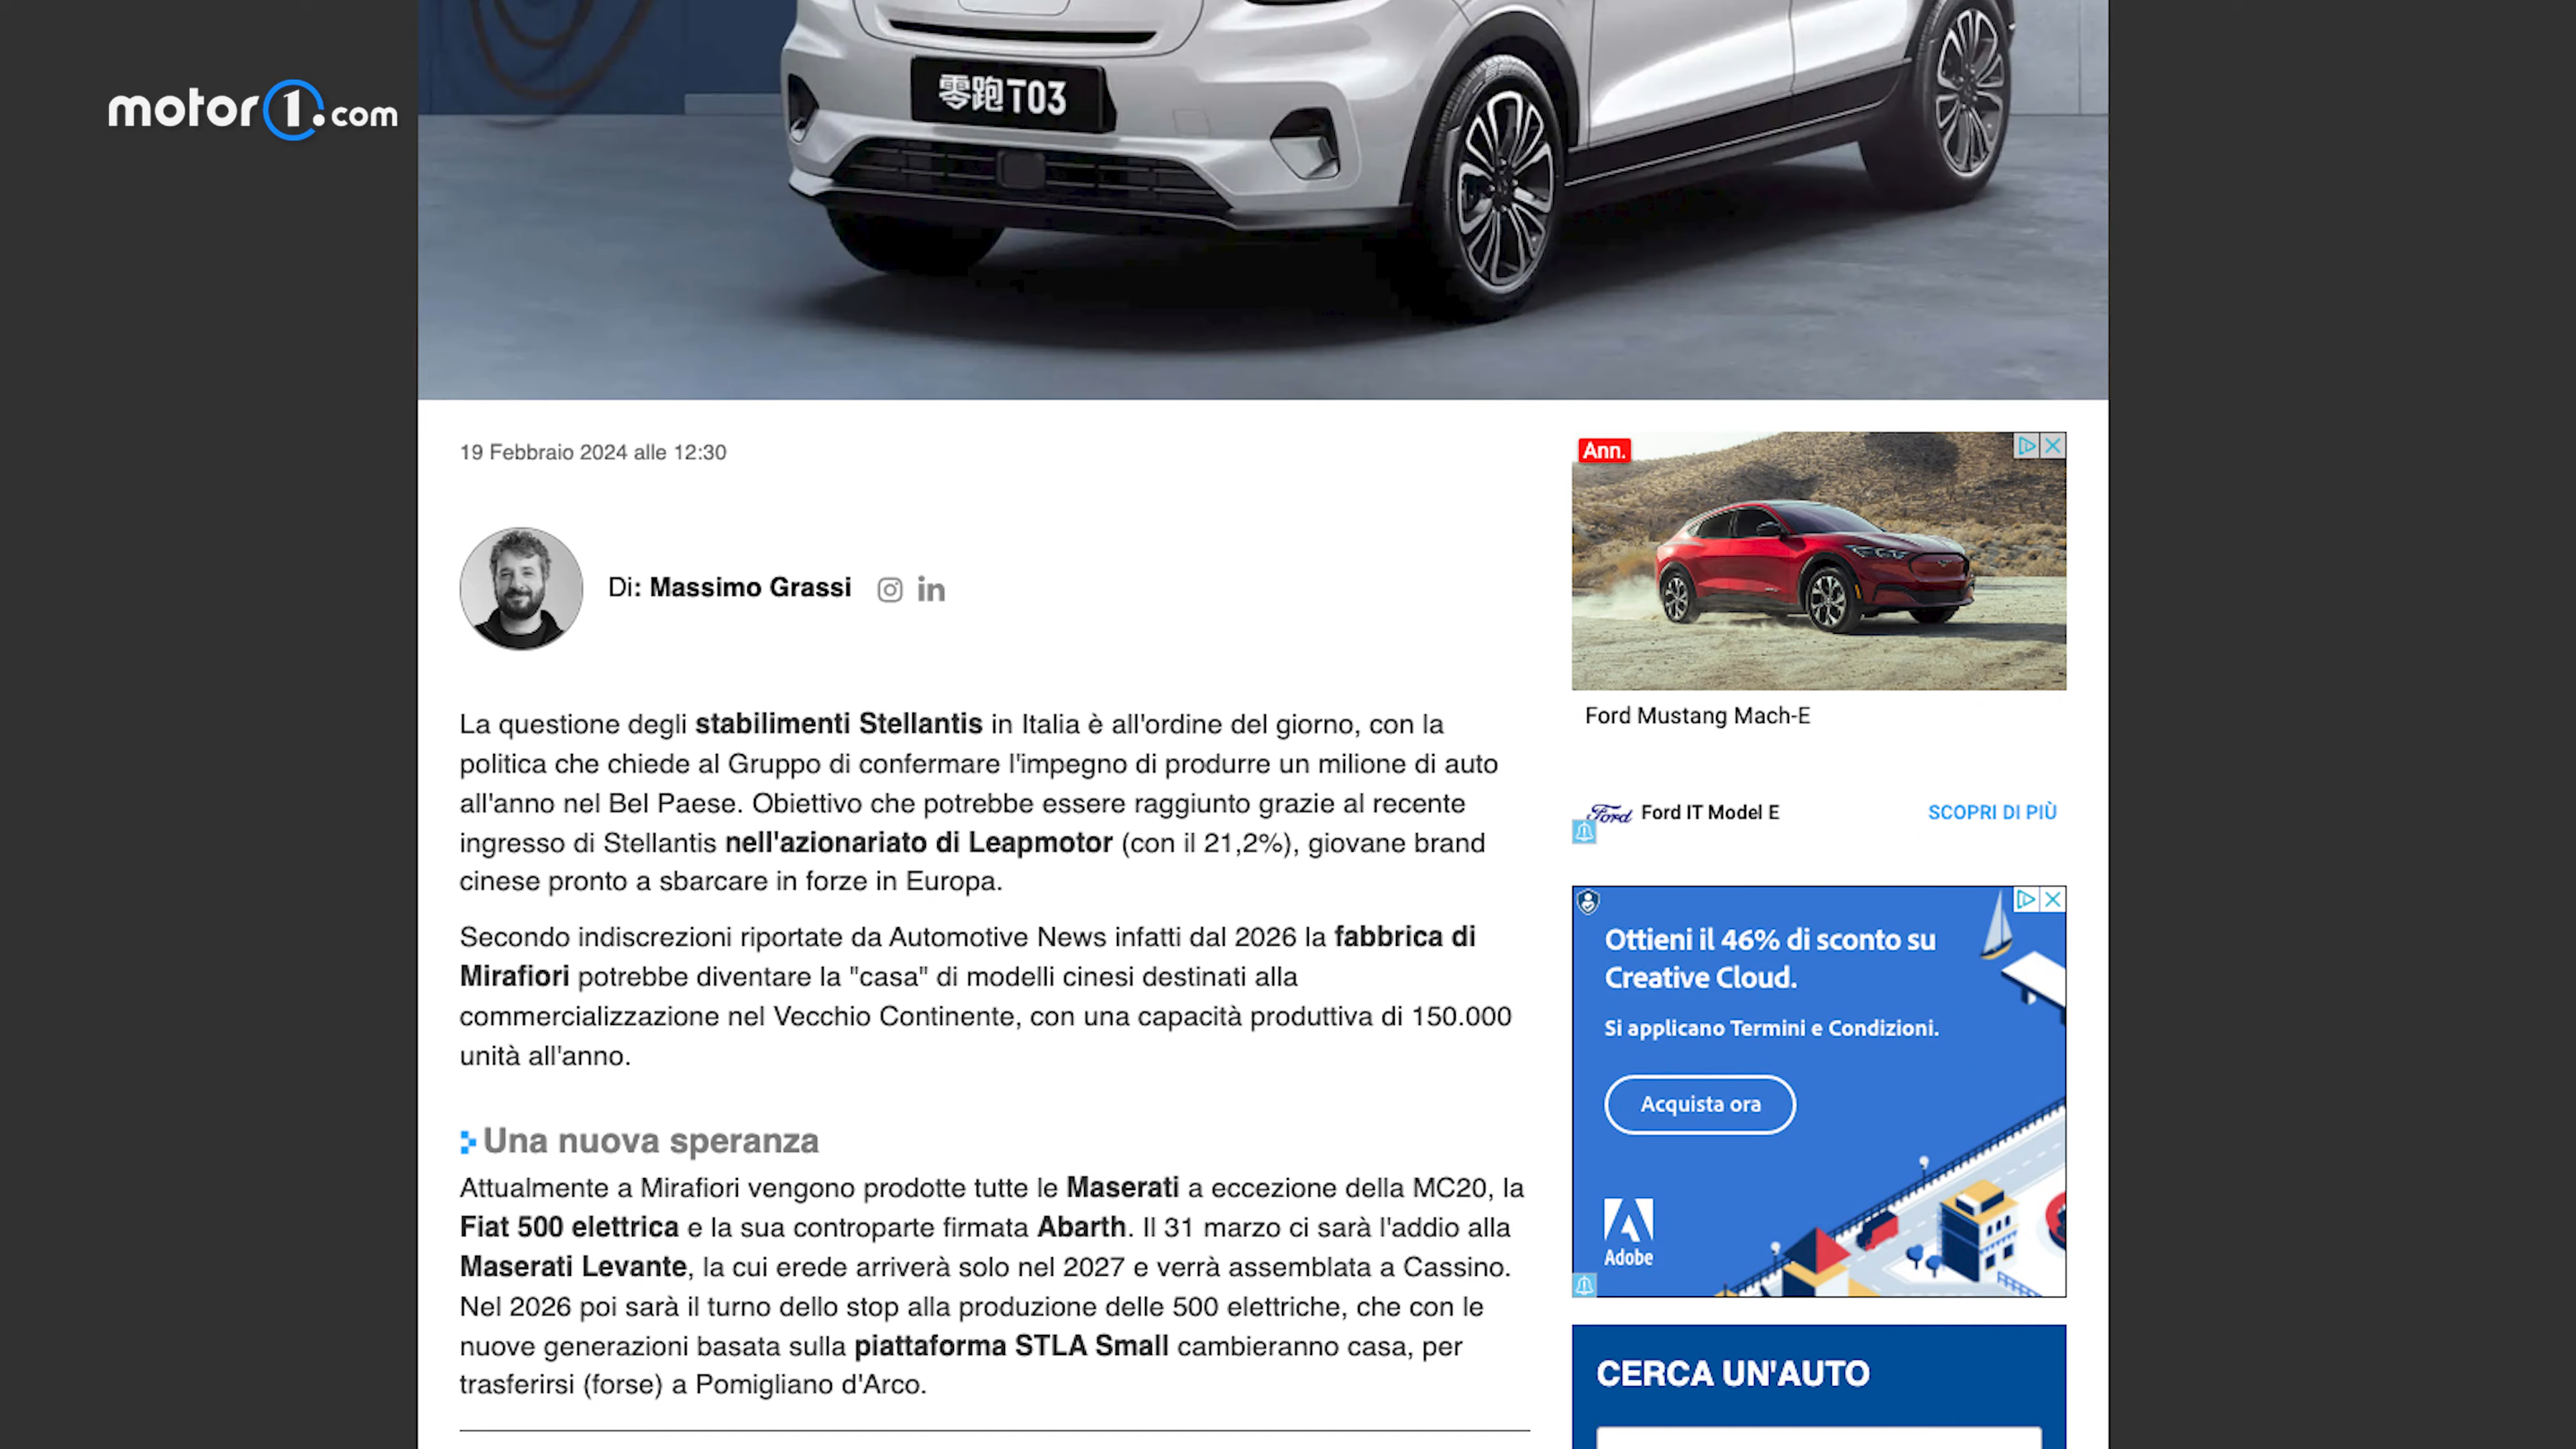 motor1.com
零跑T03
19 Febbraio 2024 alle 12:30
Di: Massimo Grassi
La questione degli stabilimenti Stellantis in Italia è all'ordine del giorno, con la
politica che chiede al Gruppo di confermare l'impegno di produrre un milione di auto
all'anno nel Bel Paese. Obiettivo che potrebbe essere raggiunto grazie al recente
ingresso di Stellantis nell'azionariato di Leapmotor (con il 21,2%), giovane brand
cinese pronto a sbarcare in forze in Europa.
Secondo indiscrezioni riportate da Automotive News infatti dal 2026 la fabbrica di
Mirafiori potrebbe diventare la "casa" di modelli cinesi destinati alla
commercializzazione nel Vecchio Continente, con una capacità produttiva di 150.000
unità all'anno.
Una nuova speranza
Attualmente a Mirafiori vengono prodotte tutte le Maserati a eccezione della MC20, la
Fiat 500 elettrica e la sua controparte firmata Abarth. Il 31 marzo ci sarà l'addio alla
Maserati Levante, la cui erede arriverà solo nel 2027 e verrà assemblata a Cassino.
Nel 2026 poi sarà il turno dello stop alla produzione delle 500 elettriche, che con le
nuove generazioni basata sulla piattaforma STLA Small cambieranno casa, per
trasferirsi (forse) a Pomigliano d'Arco.
Ann.
Ford Mustang Mach-E
Ford
Ford IT Model E
SCOPRI DI PIÙ
Ottieni il 46% di sconto su
Creative Cloud.
Si applicano Termini e Condizioni.
Acquista ora
Adobe
CERCA UN'AUTO